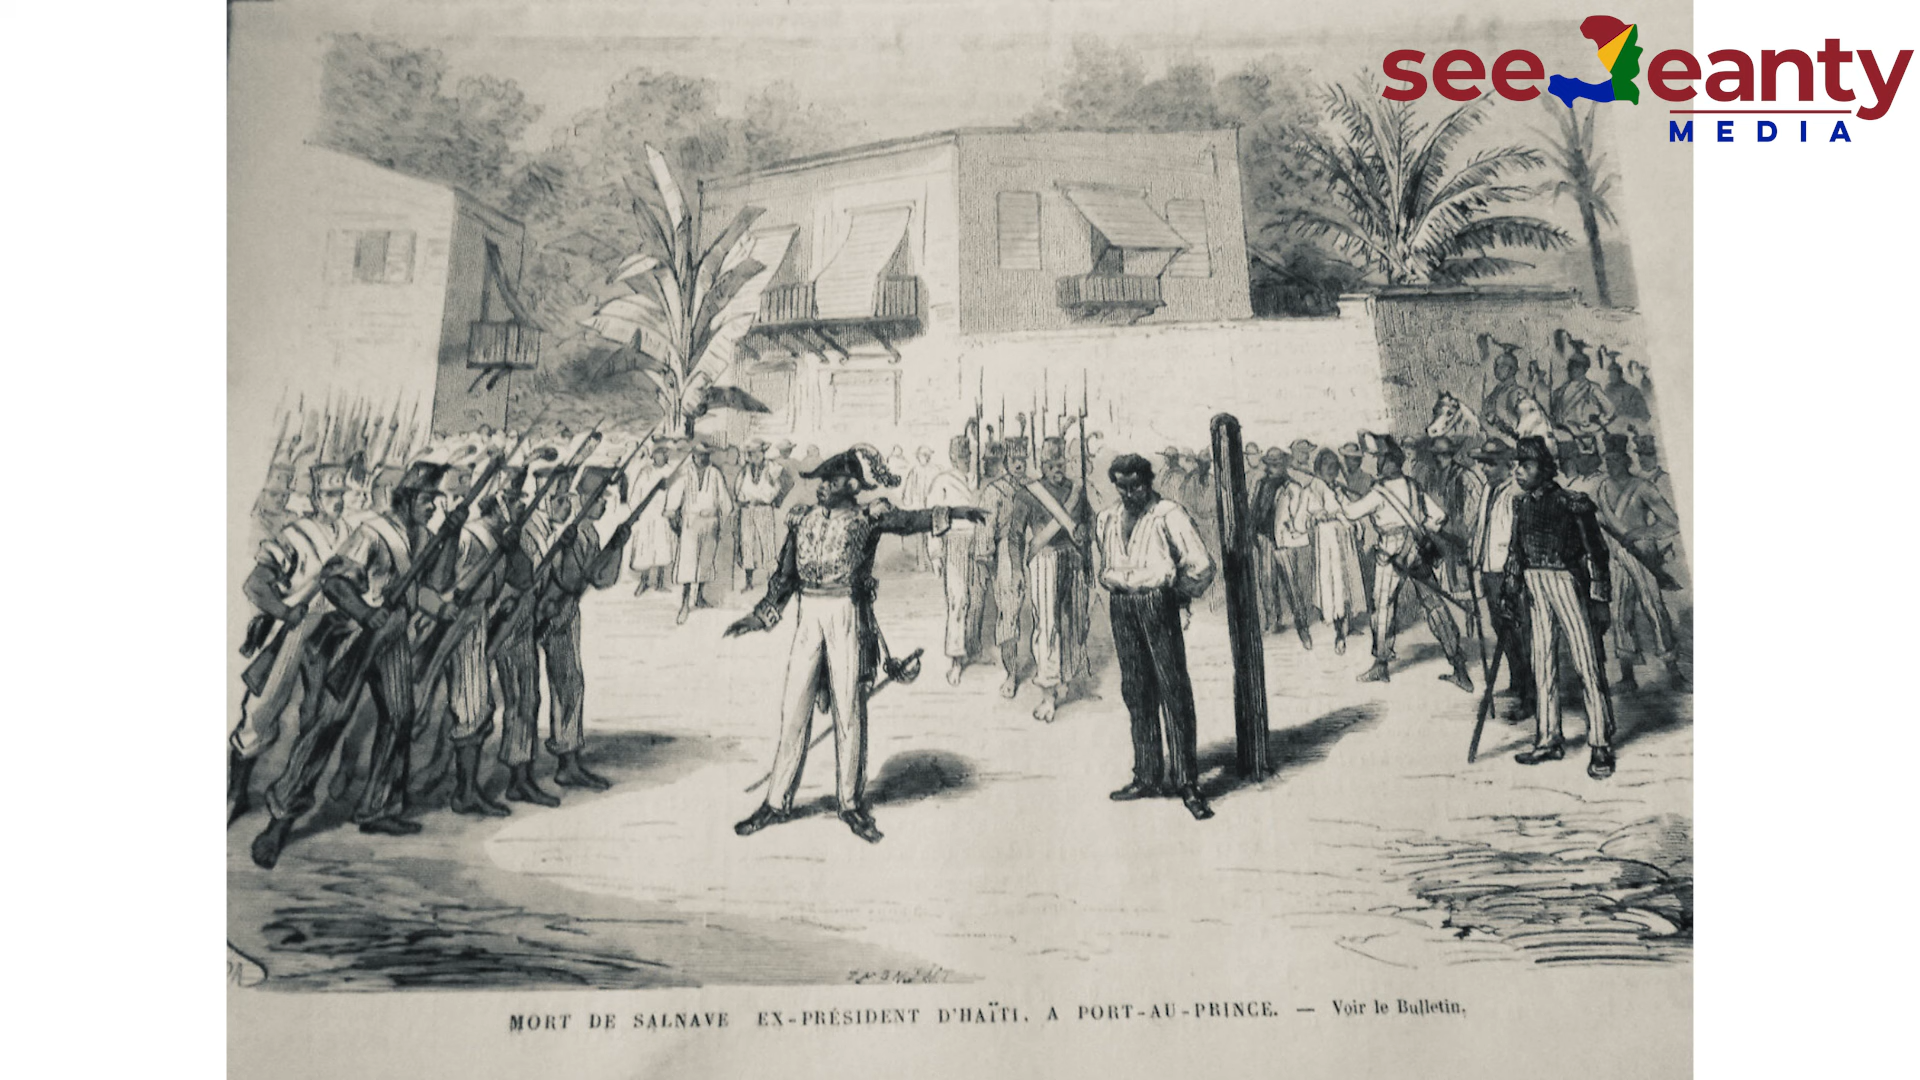 seeJeanty
MEDIA
MORT DE SALNAVE EX-PRÉSIDENT D'HAÏTI, A PORT-AU-PRINCE. — Voir le Bulletin.